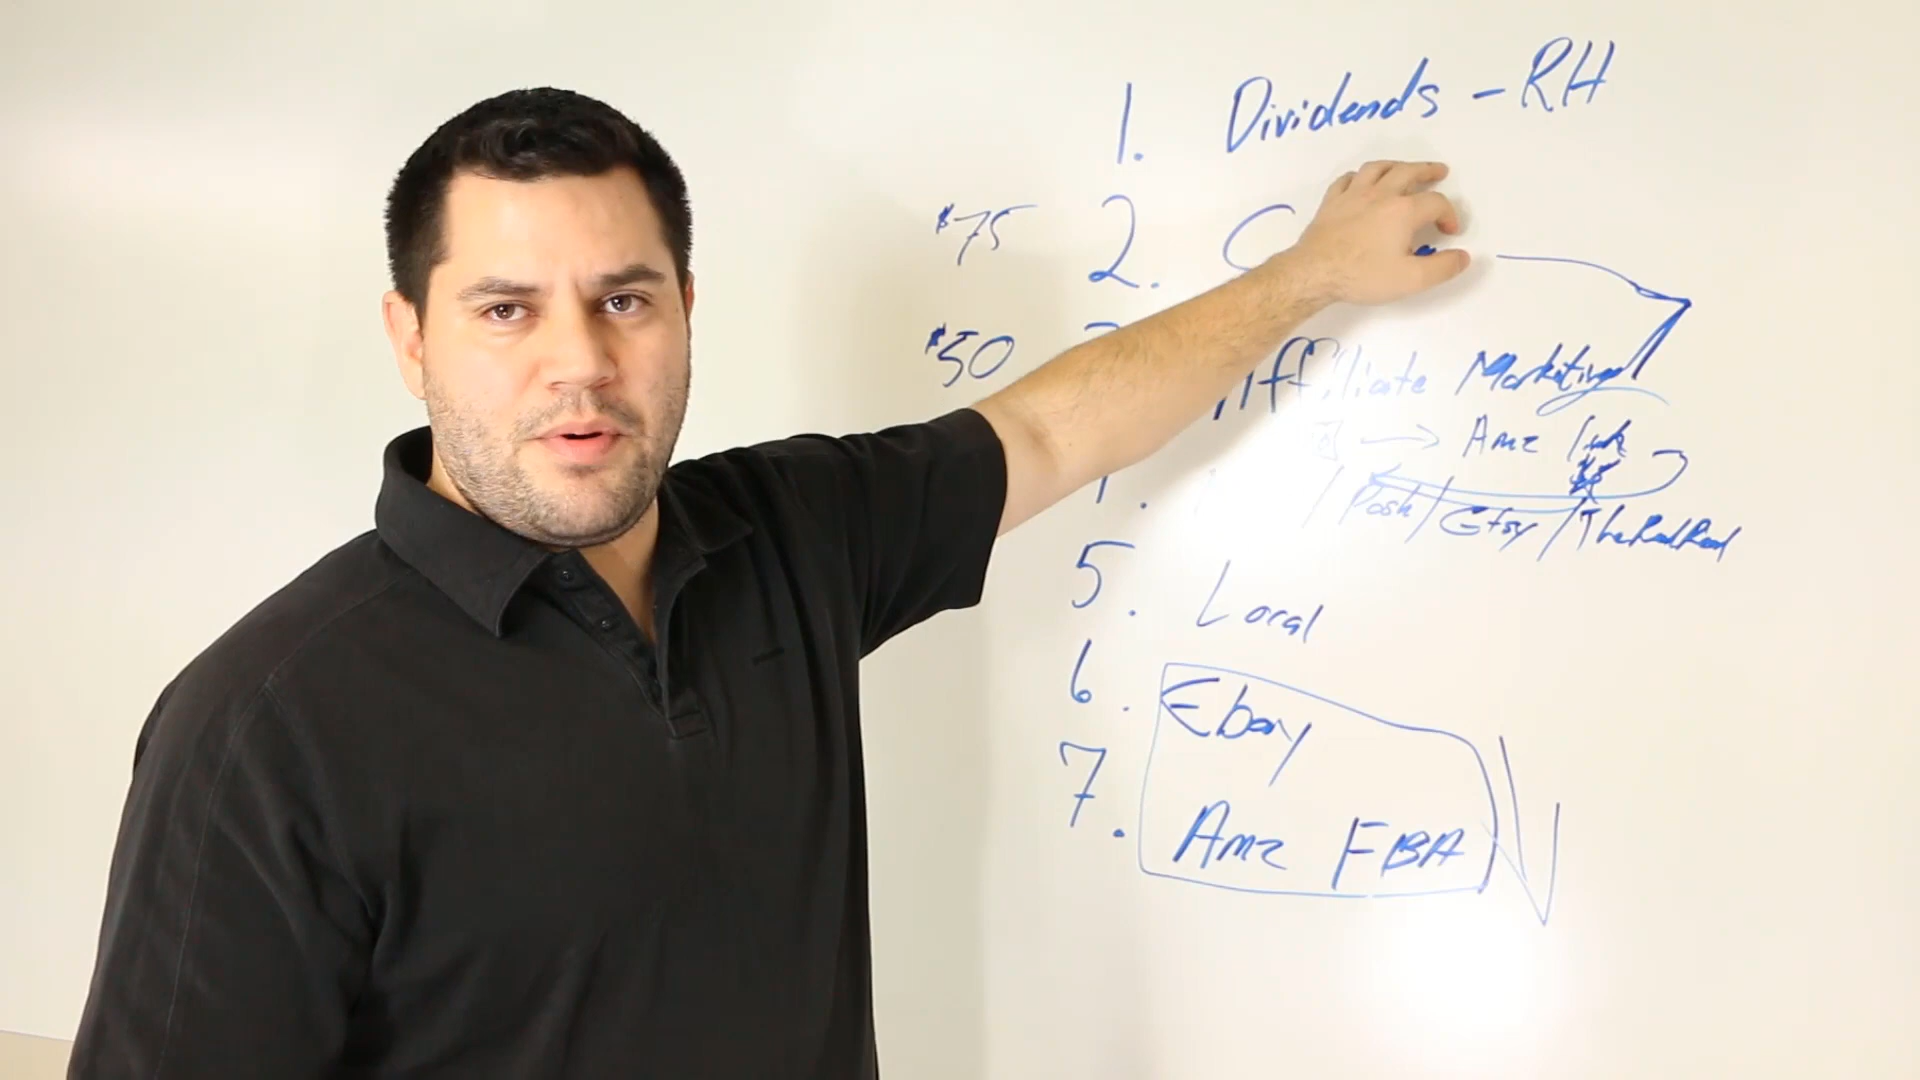 1. Dividends - RH
$75 2. C
$50 Affiliate Marketing
→ Amz link
/ Posh / Etsy / TheRealReal
5. Local
6. Ebay
7. Amz FBA